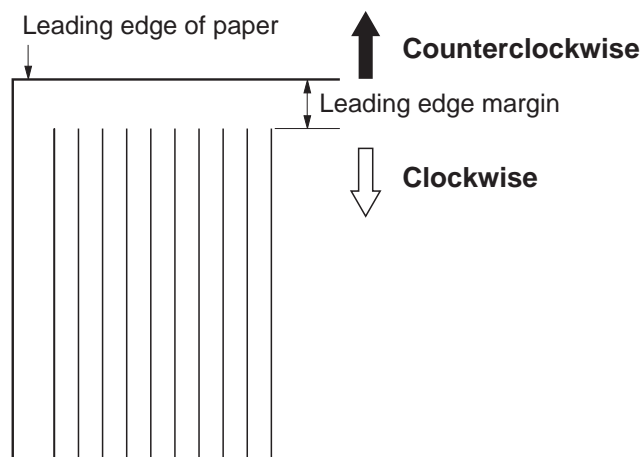 Leading edge of paper
Counterclockwise
Leading edge margin
Clockwise